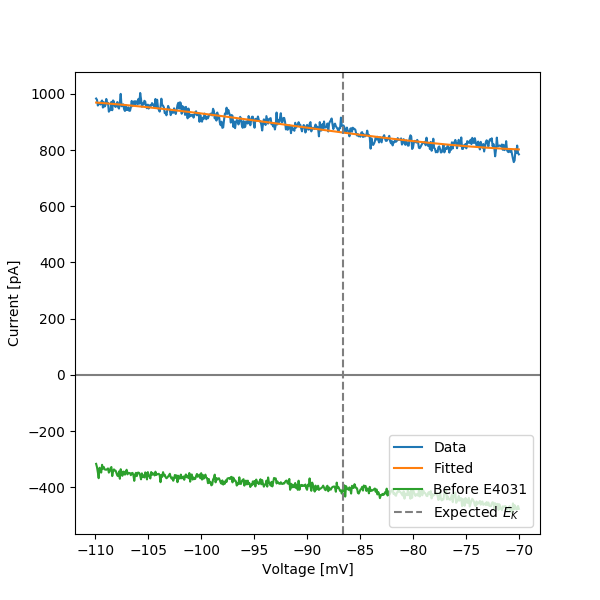 1000
800
600
400
200
0
−200
−400
Current [pA]
Data
Fitted
Before E4031
Expected E_K
−110 −105 −100 −95 −90 −85 −80 −75 −70
Voltage [mV]